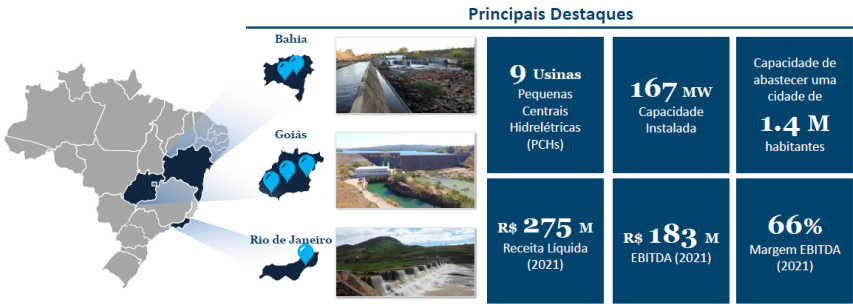 Principais Destaques
Bahia
Goiás
Rio de Janeiro
9 Usinas
Pequenas
Centrais
Hidrelétricas
(PCHs)
167 MW
Capacidade
Instalada
Capacidade de
abastecer uma
cidade de
1.4 M
habitantes
R$ 275 M
Receita Líquida
(2021)
R$ 183 M
EBITDA (2021)
66%
Margem EBITDA
(2021)